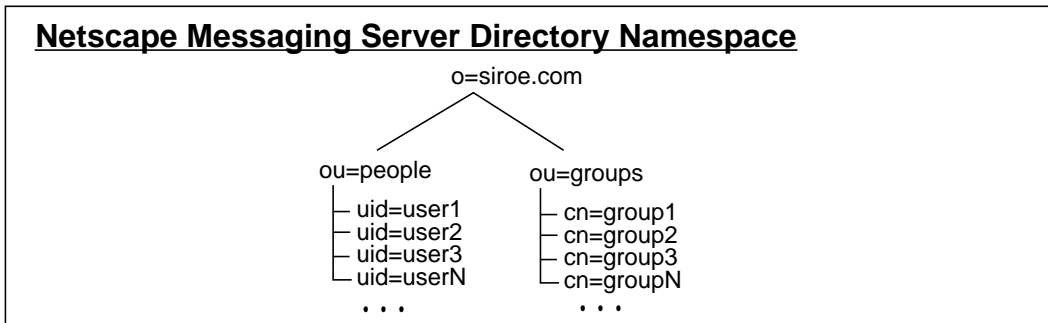 Netscape Messaging Server Directory Namespace
o=siroe.com
ou=people
ou=groups
uid=user1
uid=user2
uid=user3
uid=userN
. . .
cn=group1
cn=group2
cn=group3
cn=groupN
. . .